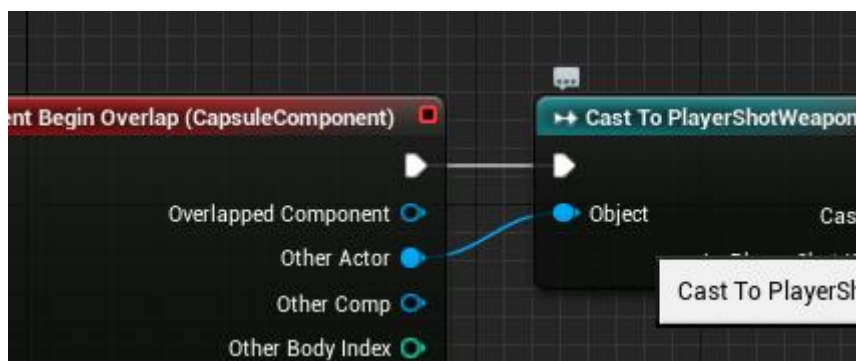 ent Begin Overlap (CapsuleComponent)
Cast To PlayerShotWeapon
Overlapped Component
Object
Cas
Other Actor
Cast To PlayerSh
Other Comp
Other Body Index